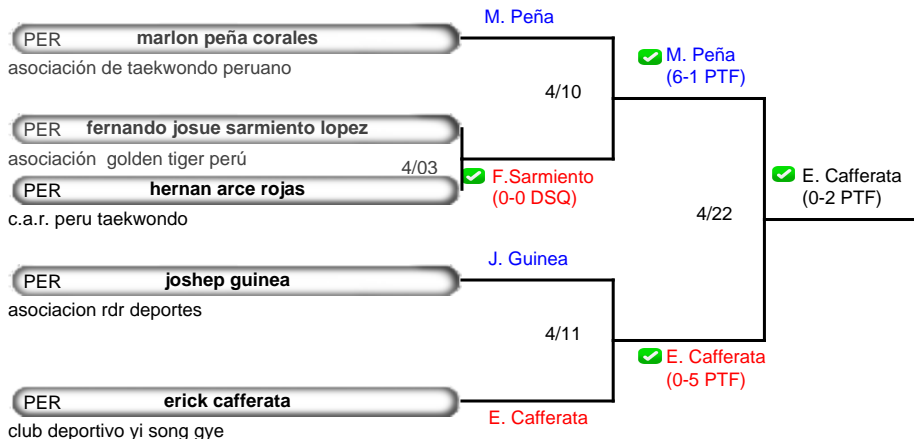 M. Peña
PER marlon peña corales
asociación de taekwondo peruano
M. Peña
(6-1 PTF)
4/10
PER fernando josue sarmiento lopez
asociación golden tiger perú
4/03
F.Sarmiento
(0-0 DSQ)
PER hernan arce rojas
c.a.r. peru taekwondo
E. Cafferata
(0-2 PTF)
4/22
J. Guinea
PER joshep guinea
asociacion rdr deportes
4/11
E. Cafferata
(0-5 PTF)
PER erick cafferata
E. Cafferata
club deportivo yi song gye